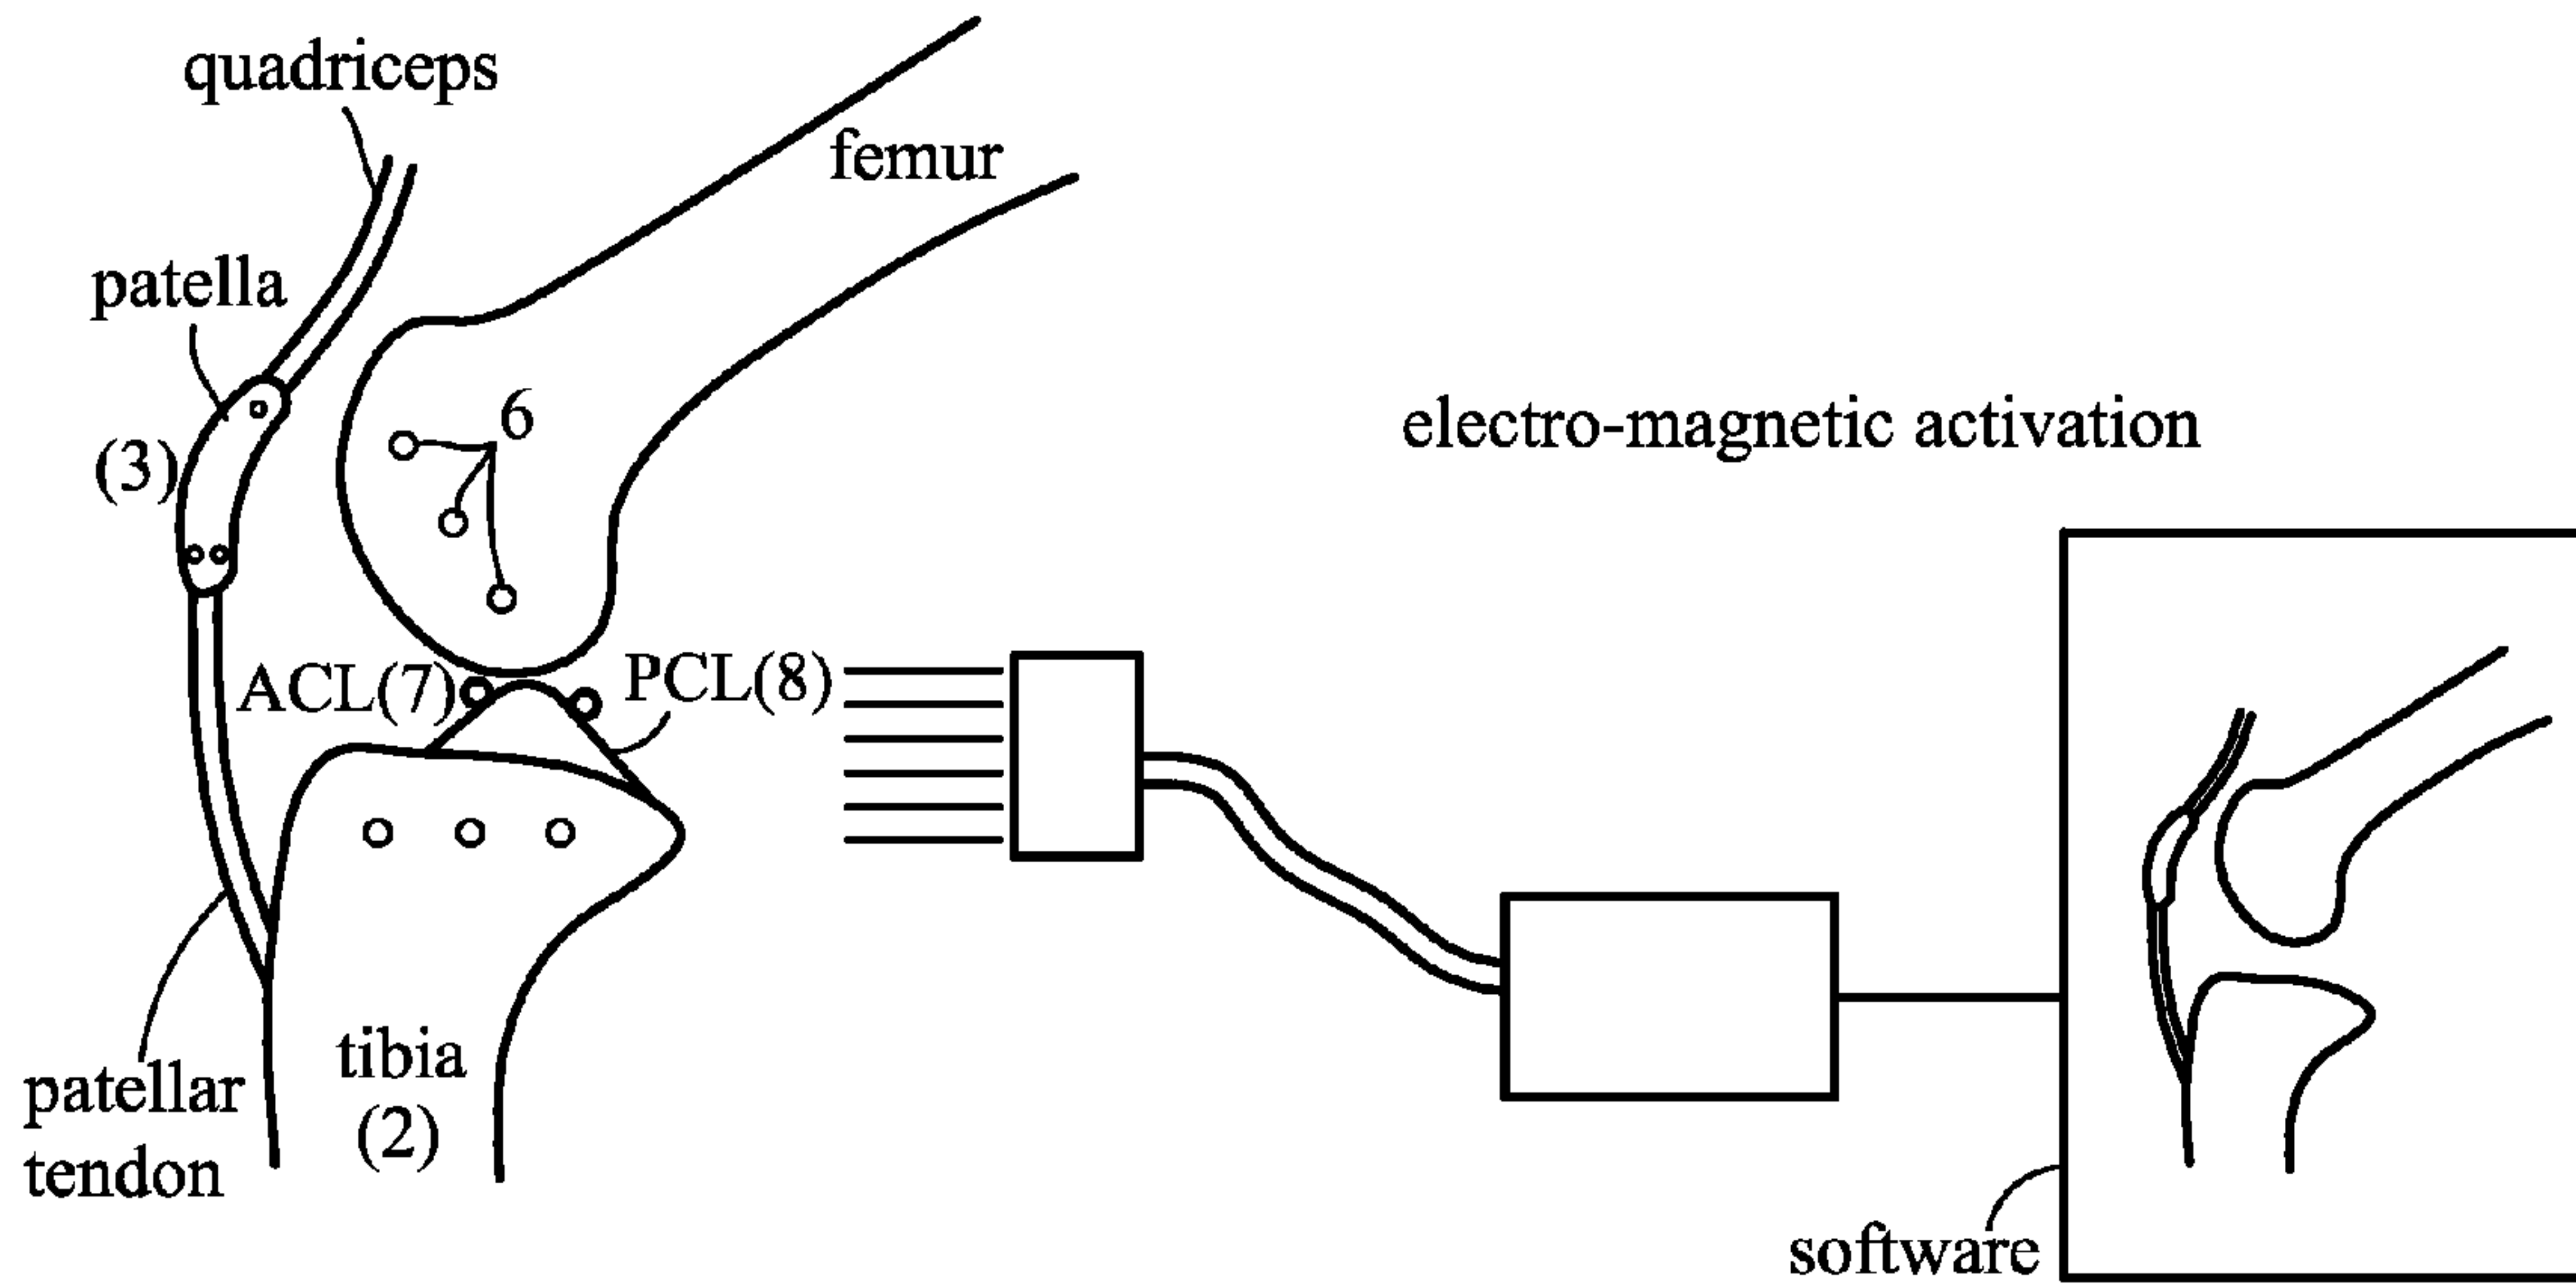 quadriceps
femur
patella
6
electro-magnetic activation
(3)
ACL(7)
PCL(8)
tibia
(2)
patellar
tendon
software